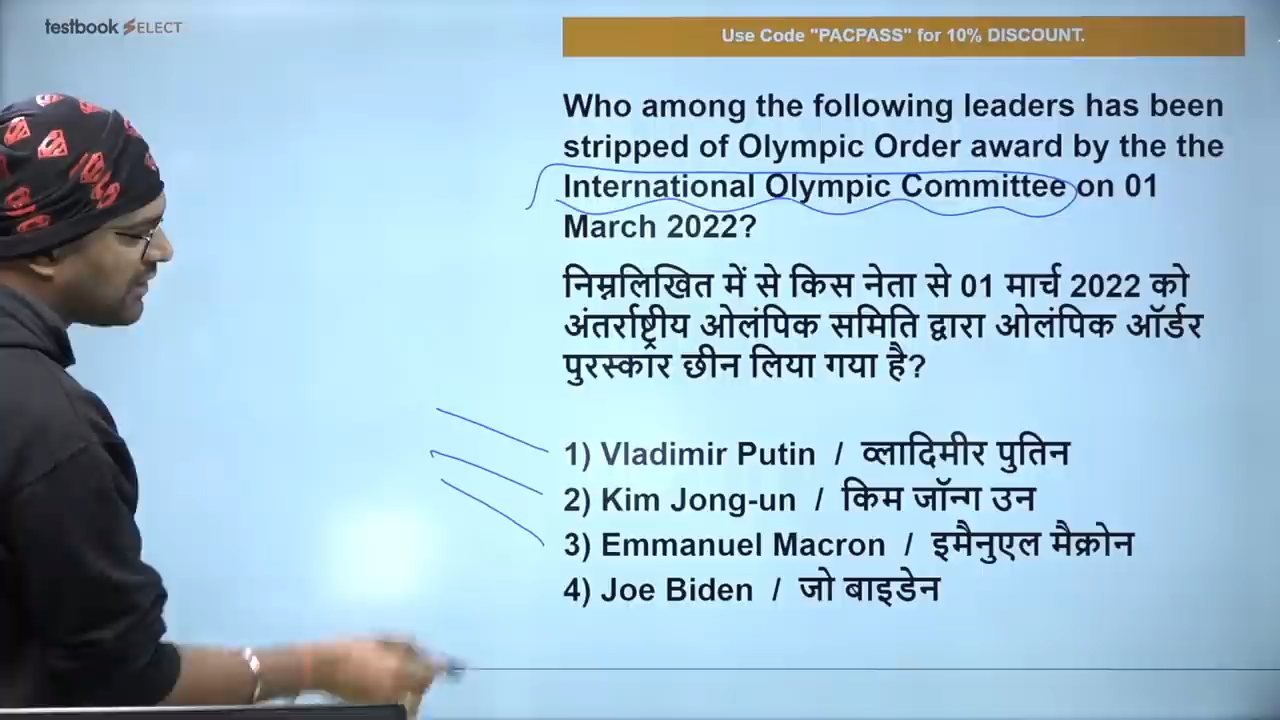 testbook SELECT
Use Code "PACPASS" for 10% DISCOUNT.
Who among the following leaders has been
stripped of Olympic Order award by the the
International Olympic Committee on 01
March 2022?
निम्नलिखित में से किस नेता से 01 मार्च 2022 को
अंतर्राष्ट्रीय ओलंपिक समिति द्वारा ओलंपिक ऑर्डर
पुरस्कार छीन लिया गया है?
1) Vladimir Putin / व्लादिमीर पुतिन
2) Kim Jong-un / किम जॉन्ग उन
3) Emmanuel Macron / इमैनुएल मैक्रोन
4) Joe Biden / जो बाइडेन